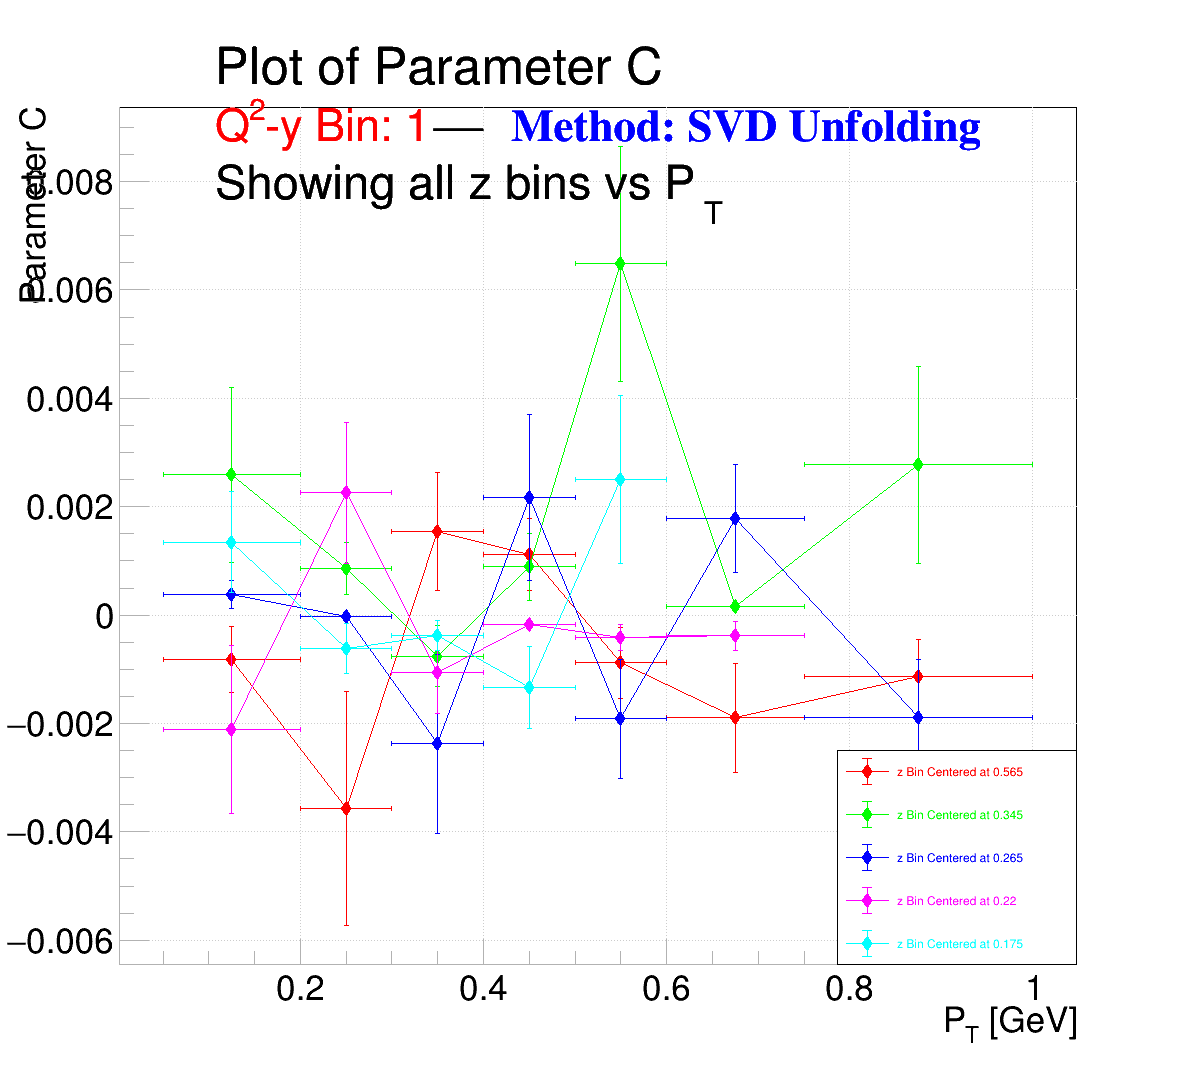 Plot of Parameter C
Q²-y Bin: 1 — Method: SVD Unfolding
Showing all z bins vs P_T
Parameter C
0.008
0.006
0.004
0.002
0
−0.002
−0.004
−0.006
0.2 0.4 0.6 0.8 1
P_T [GeV]
z Bin Centered at 0.565
z Bin Centered at 0.345
z Bin Centered at 0.265
z Bin Centered at 0.22
z Bin Centered at 0.175